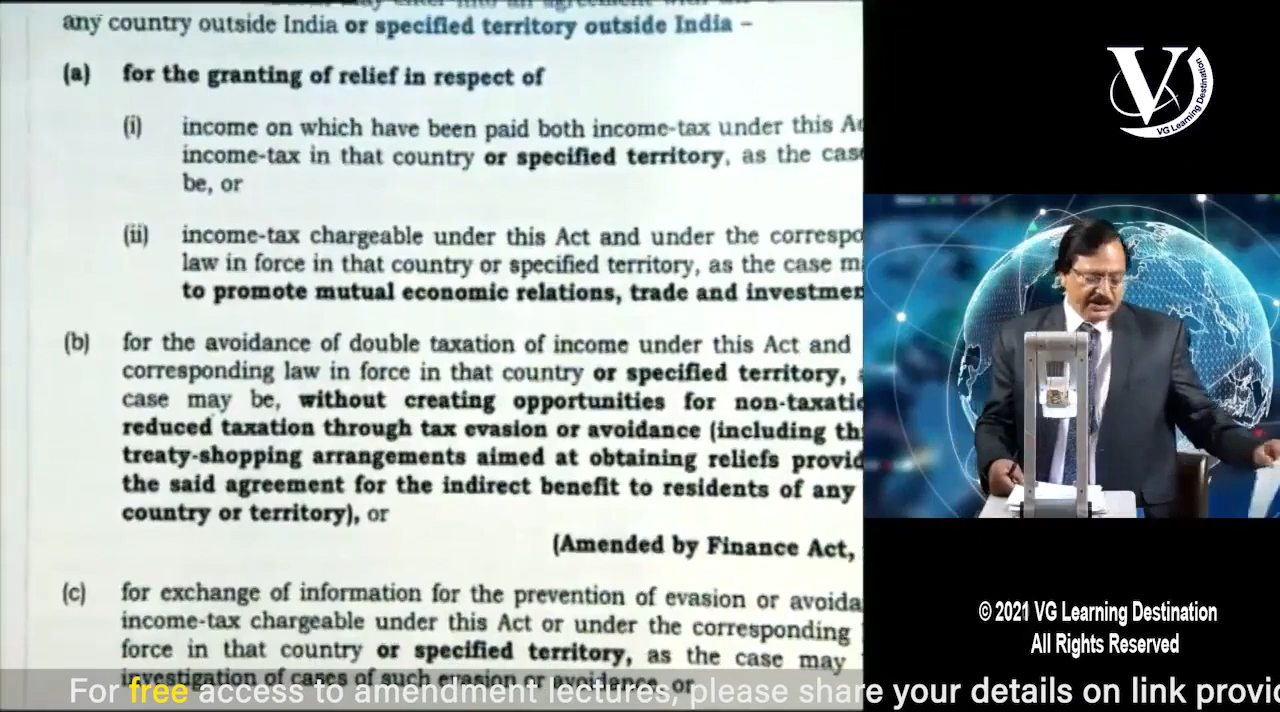 any country outside India or specified territory outside India –
(a) for the granting of relief in respect of
(i) income on which have been paid both income-tax under this Ac
income-tax in that country or specified territory, as the case
be, or
(ii) income-tax chargeable under this Act and under the correspo
law in force in that country or specified territory, as the case m
to promote mutual economic relations, trade and investmen
(b) for the avoidance of double taxation of income under this Act and
corresponding law in force in that country or specified territory, a
case may be, without creating opportunities for non-taxatio
reduced taxation through tax evasion or avoidance (including thr
treaty-shopping arrangements aimed at obtaining reliefs provid
the said agreement for the indirect benefit to residents of any
country or territory), or
(Amended by Finance Act,
(c) for exchange of information for the prevention of evasion or avoida
income-tax chargeable under this Act or under the corresponding
force in that country or specified territory, as the case may
investigation of cases of such evasion or avoidance, or
For free access to amendment lectures, please share your details on link provid
V
VG Learning Destination
© 2021 VG Learning Destination
All Rights Reserved